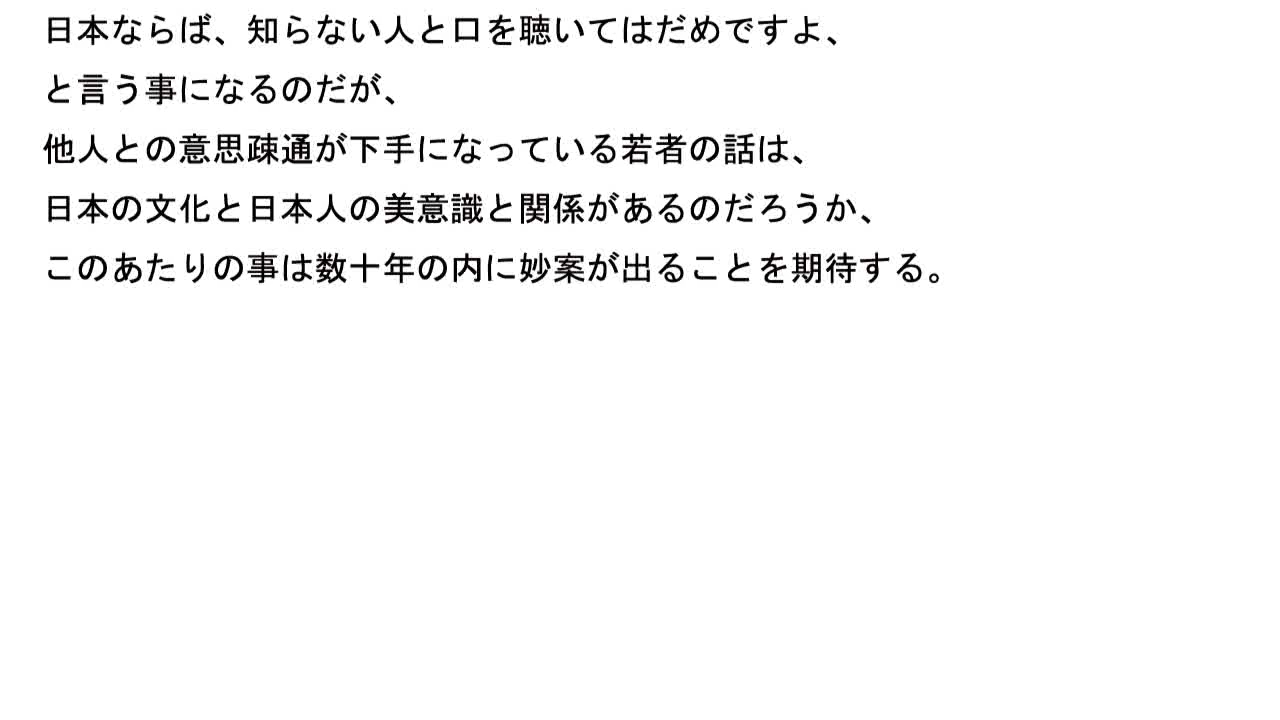 日本ならば、知らない人と口を聴いてはだめですよ、
と言う事になるのだが、
他人との意思疎通が下手になっている若者の話は、
日本の文化と日本人の美意識と関係があるのだろうか、
このあたりの事は数十年の内に妙案が出ることを期待する。